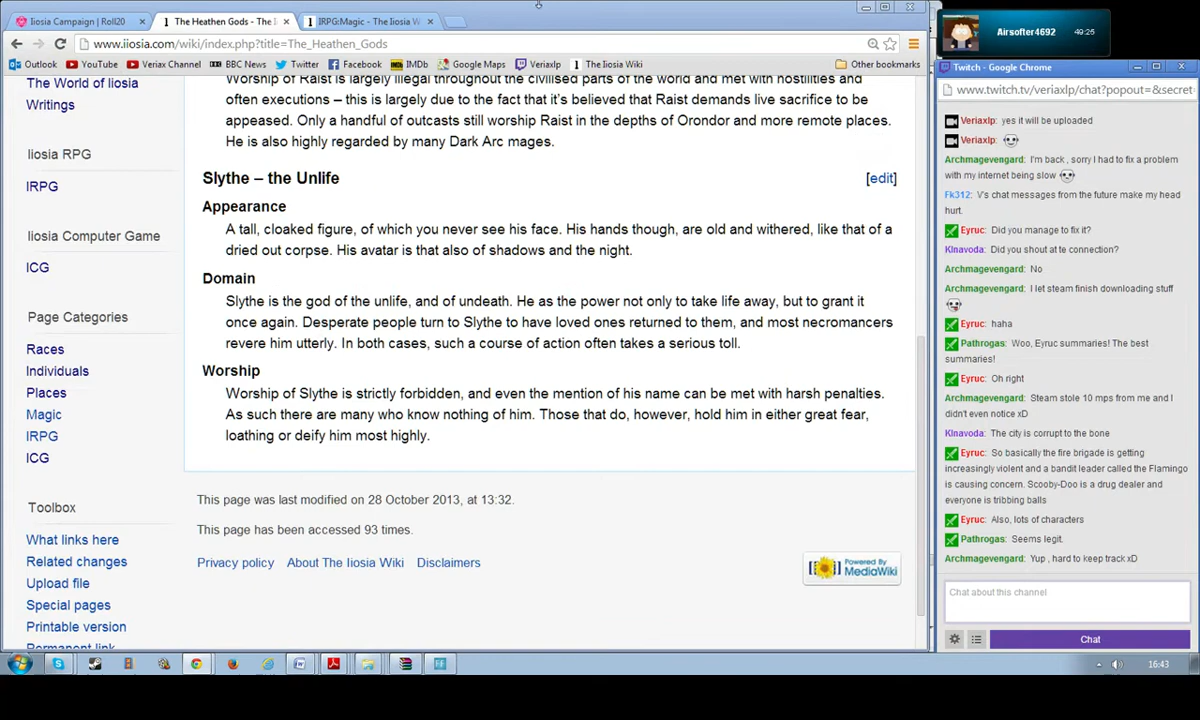 Iiosia Campaign | Roll20
The Heathen Gods - The I
IRPG:Magic - The Iiosia W
www.iiosia.com/wiki/index.php?title=The_Heathen_Gods
Outlook
YouTube
Veriax Channel
BBC News
Twitter
Facebook
IMDb
Google Maps
Veriaxlp
The Iiosia Wiki
Other bookmarks
The World of Iiosia
Writings
Iiosia RPG
IRPG
Iiosia Computer Game
ICG
Page Categories
Races
Individuals
Places
Magic
IRPG
ICG
Toolbox
What links here
Related changes
Upload file
Special pages
Printable version
Permanent link
Worship of Raist is largely illegal throughout the civilised parts of the world and met with hostilities and
often executions – this is largely due to the fact that it's believed that Raist demands live sacrifice to be
appeased. Only a handful of outcasts still worship Raist in the depths of Orondor and more remote places.
He is also highly regarded by many Dark Arc mages.
Slythe – the Unlife
[edit]
Appearance
A tall, cloaked figure, of which you never see his face. His hands though, are old and withered, like that of a
dried out corpse. His avatar is that also of shadows and the night.
Domain
Slythe is the god of the unlife, and of undeath. He as the power not only to take life away, but to grant it
once again. Desperate people turn to Slythe to have loved ones returned to them, and most necromancers
revere him utterly. In both cases, such a course of action often takes a serious toll.
Worship
Worship of Slythe is strictly forbidden, and even the mention of his name can be met with harsh penalties.
As such there are many who know nothing of him. Those that do, however, hold him in either great fear,
loathing or deify him most highly.
This page was last modified on 28 October 2013, at 13:32.
This page has been accessed 93 times.
Privacy policy
About The Iiosia Wiki
Disclaimers
Powered By
MediaWiki
Airsofter4692
49:25
Twitch - Google Chrome
www.twitch.tv/veriaxlp/chat?popout=&secret
Veriaxlp: yes it will be uploaded
Veriaxlp:
Archmagevengard: I'm back , sorry I had to fix a problem
with my internet being slow
Fk312: V's chat messages from the future make my head
hurt.
Eyruc: Did you manage to fix it?
Klnavoda: Did you shout at te connection?
Archmagevengard: No
Archmagevengard: I let steam finish downloading stuff
Eyruc: haha
Pathrogas: Woo, Eyruc summaries! The best
summaries!
Eyruc: Oh right
Archmagevengard: Steam stole 10 mps from me and I
didn't even notice xD
Klnavoda: The city is corrupt to the bone
Eyruc: So basically the fire brigade is getting
increasingly violent and a bandit leader called the Flamingo
is causing concern. Scooby-Doo is a drug dealer and
everyone is tribbing balls
Eyruc: Also, lots of characters
Pathrogas: Seems legit.
Archmagevengard: Yup , hard to keep track xD
Chat about this channel
Chat
16:43